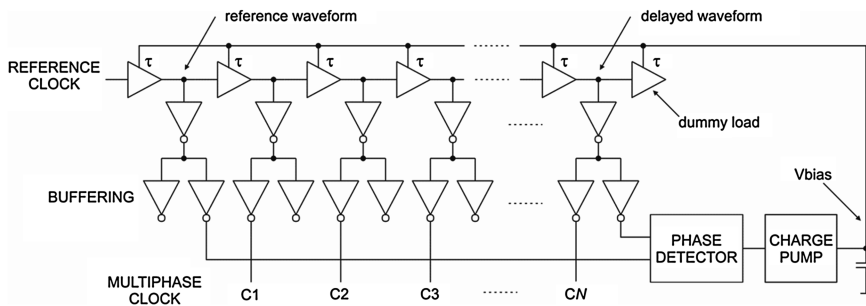 reference waveform
delayed waveform
τ τ τ τ τ τ
REFERENCE
CLOCK
dummy load
Vbias
BUFFERING
PHASE
DETECTOR
CHARGE
PUMP
MULTIPHASE
CLOCK
C1 C2 C3 CN